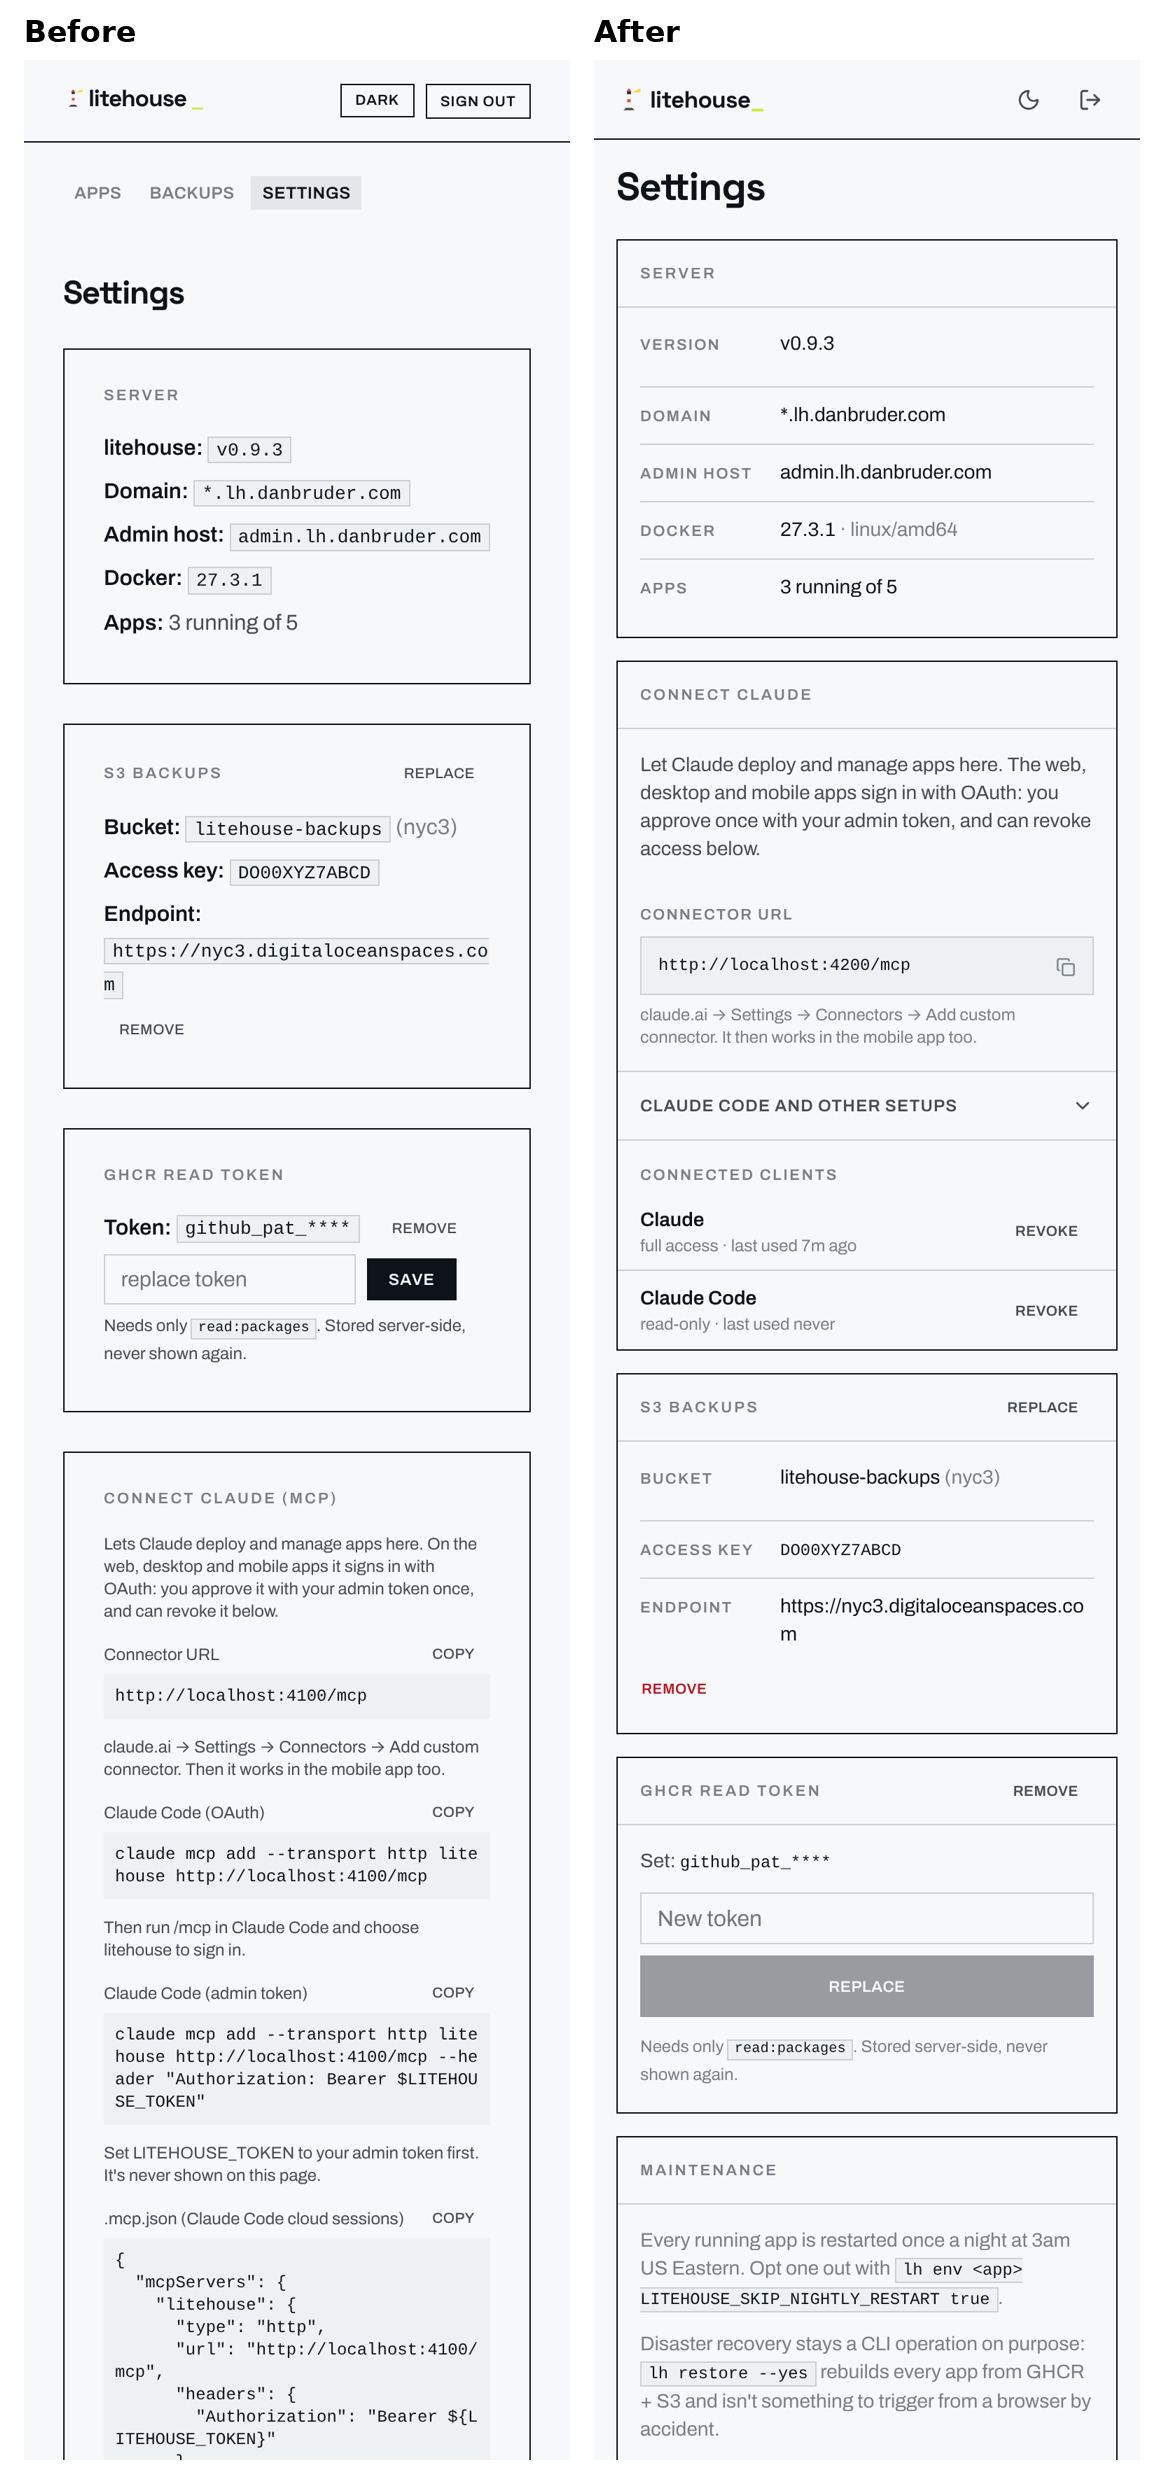 Before
litehouse_
DARK
SIGN OUT
APPS
BACKUPS
SETTINGS
Settings
SERVER
litehouse: v0.9.3
Domain: *.lh.danbruder.com
Admin host: admin.lh.danbruder.com
Docker: 27.3.1
Apps: 3 running of 5
S3 BACKUPS
REPLACE
Bucket: litehouse-backups (nyc3)
Access key: DO00XYZ7ABCD
Endpoint:
https://nyc3.digitaloceanspaces.co
m
REMOVE
GHCR READ TOKEN
Token: github_pat_****
REMOVE
replace token
SAVE
Needs only read:packages. Stored server-side,
never shown again.
CONNECT CLAUDE (MCP)
Lets Claude deploy and manage apps here. On the
web, desktop and mobile apps it signs in with
OAuth: you approve it with your admin token once,
and can revoke it below.
Connector URL
COPY
http://localhost:4100/mcp
claude.ai → Settings → Connectors → Add custom
connector. Then it works in the mobile app too.
Claude Code (OAuth)
COPY
claude mcp add --transport http lite
house http://localhost:4100/mcp
Then run /mcp in Claude Code and choose
litehouse to sign in.
Claude Code (admin token)
COPY
claude mcp add --transport http lite
house http://localhost:4100/mcp --he
ader "Authorization: Bearer $LITEHOU
SE_TOKEN"
Set LITEHOUSE_TOKEN to your admin token first.
It's never shown on this page.
.mcp.json (Claude Code cloud sessions)
COPY
{
"mcpServers": {
"litehouse": {
"type": "http",
"url": "http://localhost:4100/
mcp",
"headers": {
"Authorization": "Bearer ${L
ITEHOUSE_TOKEN}"
}
After
litehouse_
Settings
SERVER
VERSION
v0.9.3
DOMAIN
*.lh.danbruder.com
ADMIN HOST
admin.lh.danbruder.com
DOCKER
27.3.1 · linux/amd64
APPS
3 running of 5
CONNECT CLAUDE
Let Claude deploy and manage apps here. The web,
desktop and mobile apps sign in with OAuth: you
approve once with your admin token, and can revoke
access below.
CONNECTOR URL
http://localhost:4200/mcp
claude.ai → Settings → Connectors → Add custom
connector. It then works in the mobile app too.
CLAUDE CODE AND OTHER SETUPS
CONNECTED CLIENTS
Claude
full access · last used 7m ago
REVOKE
Claude Code
read-only · last used never
REVOKE
S3 BACKUPS
REPLACE
BUCKET
litehouse-backups (nyc3)
ACCESS KEY
DO00XYZ7ABCD
ENDPOINT
https://nyc3.digitaloceanspaces.co
m
REMOVE
GHCR READ TOKEN
REMOVE
Set: github_pat_****
New token
REPLACE
Needs only read:packages. Stored server-side, never
shown again.
MAINTENANCE
Every running app is restarted once a night at 3am
US Eastern. Opt one out with lh env <app>
LITEHOUSE_SKIP_NIGHTLY_RESTART true.
Disaster recovery stays a CLI operation on purpose:
lh restore --yes rebuilds every app from GHCR
+ S3 and isn't something to trigger from a browser by
accident.